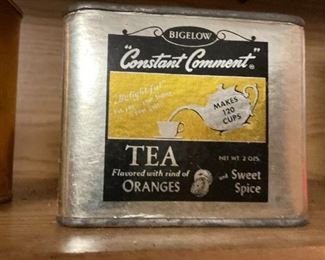 BIGELOW
"Constant Comment"®
"Delightful"
MAKES
120
CUPS
TEA
NET WT 2 OZS.
Flavored with rind of
ORANGES and Sweet
Spice